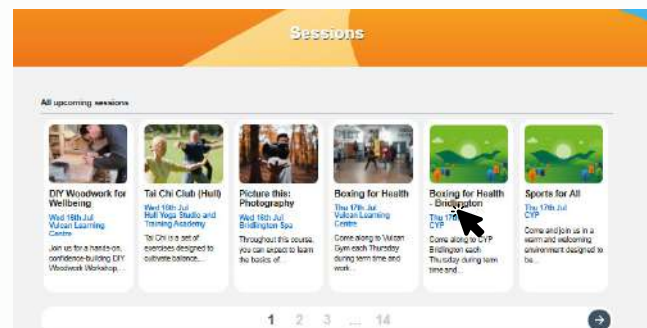 Sessions
All upcoming sessions
DIY Woodwork for
Wellbeing
Wed 16th Jul
Vulcan Learning
Centre
Join us for a hands-on,
confidence-building DIY
Woodwork Workshop,...
Tai Chi Club (Hull)
Wed 16th Jul
Hull Yoga Studio and
Training Academy
Tai Chi is a set of
exercises designed to
cultivate balance,...
Picture this:
Photography
Wed 16th Jul
Bridlington Spa
Throughout this course,
you can expect to learn
the basics of...
Boxing for Health
Thu 17th Jul
Vulcan Learning
Centre
Come along to Vulcan
Gym each Thursday
during term time and
work...
Boxing for Health
- Bridlington
Thu 17th
CYP
Come along to CYP
Bridlington each
Thursday during term
time and...
Sports for All
Thu 17th Jul
CYP
Come and join us in a
warm and welcoming
environment designed to
be...
1 2 3 ... 14